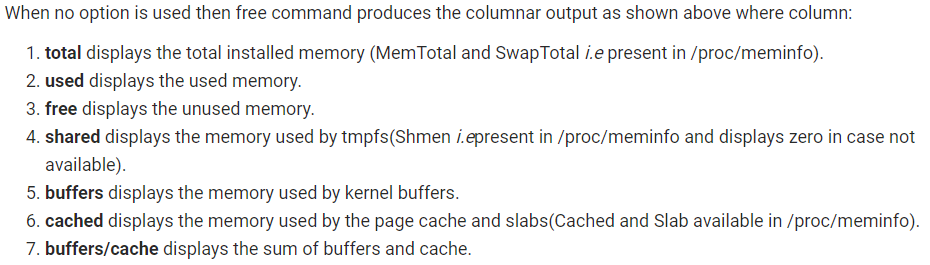 When no option is used then free command produces the columnar output as shown above where column:
1. total displays the total installed memory (MemTotal and SwapTotal i.e present in /proc/meminfo).
2. used displays the used memory.
3. free displays the unused memory.
4. shared displays the memory used by tmpfs(Shmen i.epresent in /proc/meminfo and displays zero in case not
available).
5. buffers displays the memory used by kernel buffers.
6. cached displays the memory used by the page cache and slabs(Cached and Slab available in /proc/meminfo).
7. buffers/cache displays the sum of buffers and cache.